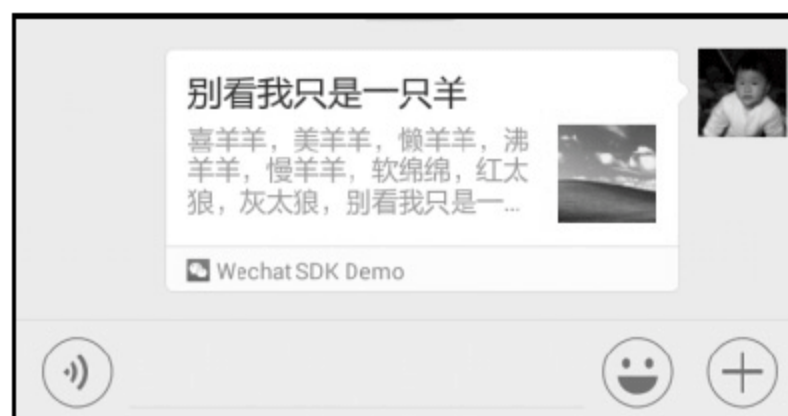 别看我只是一只羊
喜羊羊，美羊羊，懒羊羊，沸
羊羊，慢羊羊，软绵绵，红太
狼，灰太狼，别看我只是一...
Wechat SDK Demo